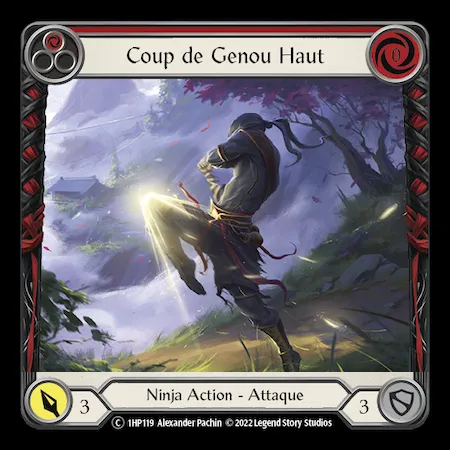 Coup de Genou Haut
0
Ninja Action - Attaque
3
3
C 1HP119 Alexander Pachin © 2022 Legend Story Studios